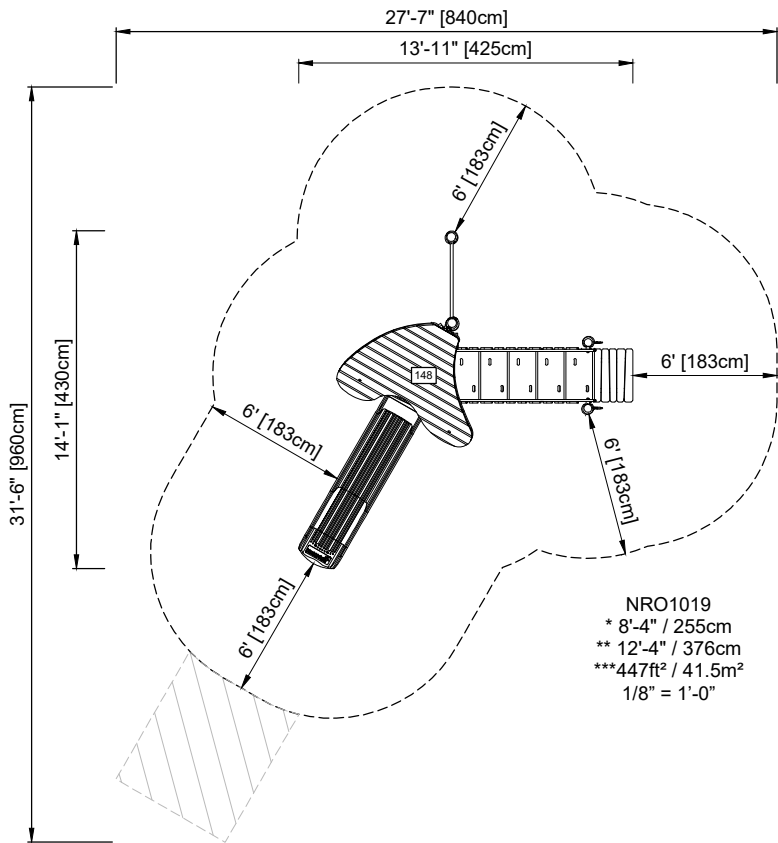 27'-7" [840cm]
13'-11" [425cm]
6' [183cm]
31'-6" [960cm]
14'-1" [430cm]
148
6' [183cm]
6' [183cm]
6' [183cm]
6' [183cm]
NRO1019
* 8'-4" / 255cm
** 12'-4" / 376cm
***447ft² / 41.5m²
1/8” = 1’-0”